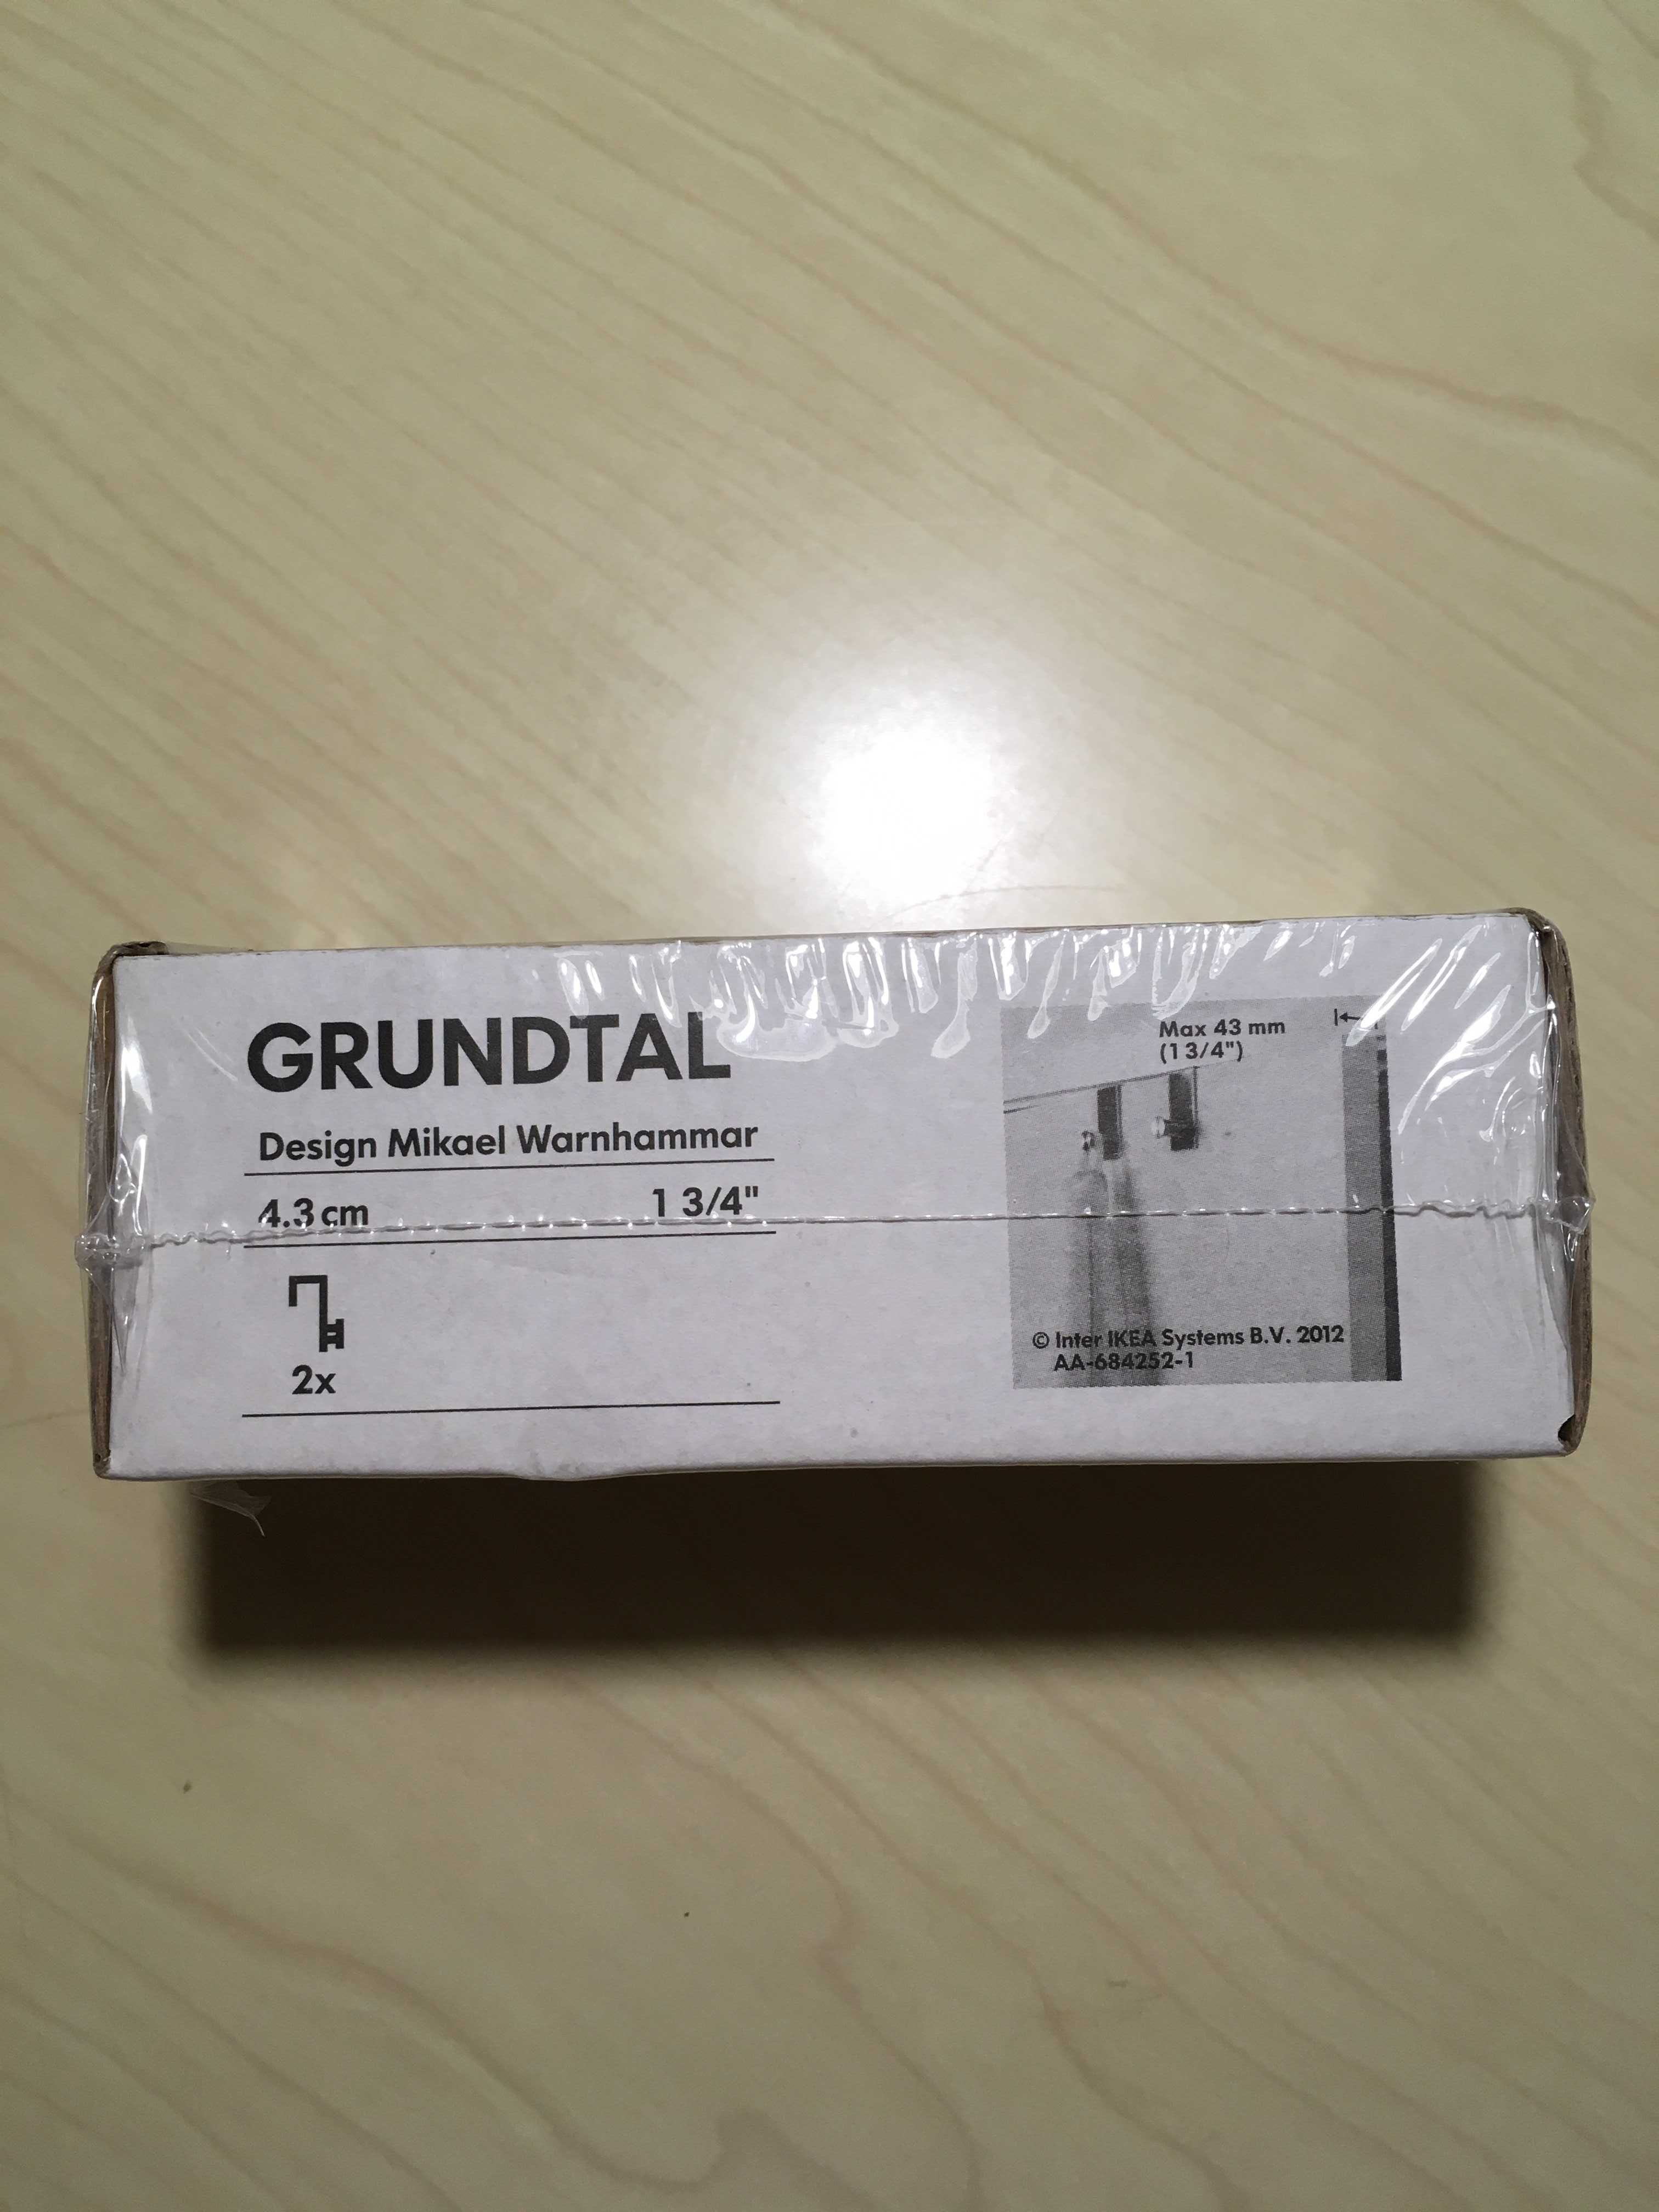 GRUNDTAL
Design Mikael Warnhammar
4.3 cm 1 3/4"
2x
Max 43 mm
(1 3/4")
© Inter IKEA Systems B.V. 2012
AA-684252-1